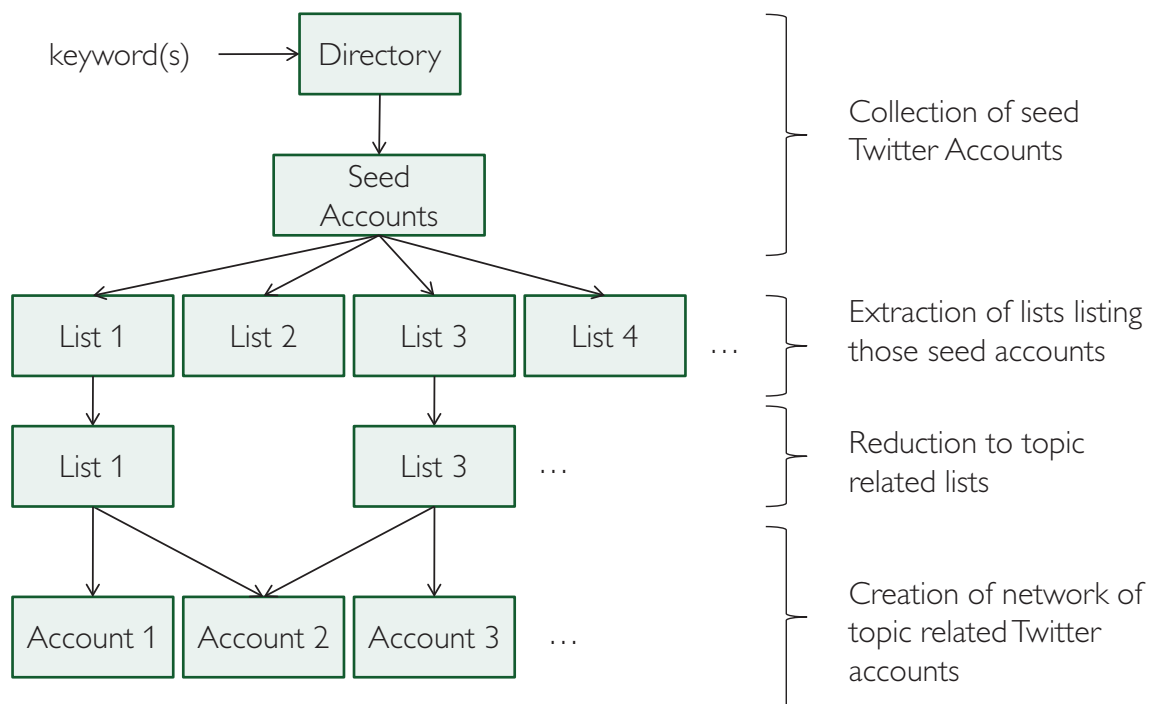 keyword(s)
Directory
Collection of seed
Twitter Accounts
Seed
Accounts
List 1
List 2
List 3
List 4
...
Extraction of lists listing
those seed accounts
List 1
List 3
...
Reduction to topic
related lists
Account 1
Account 2
Account 3
...
Creation of network of
topic related Twitter
accounts